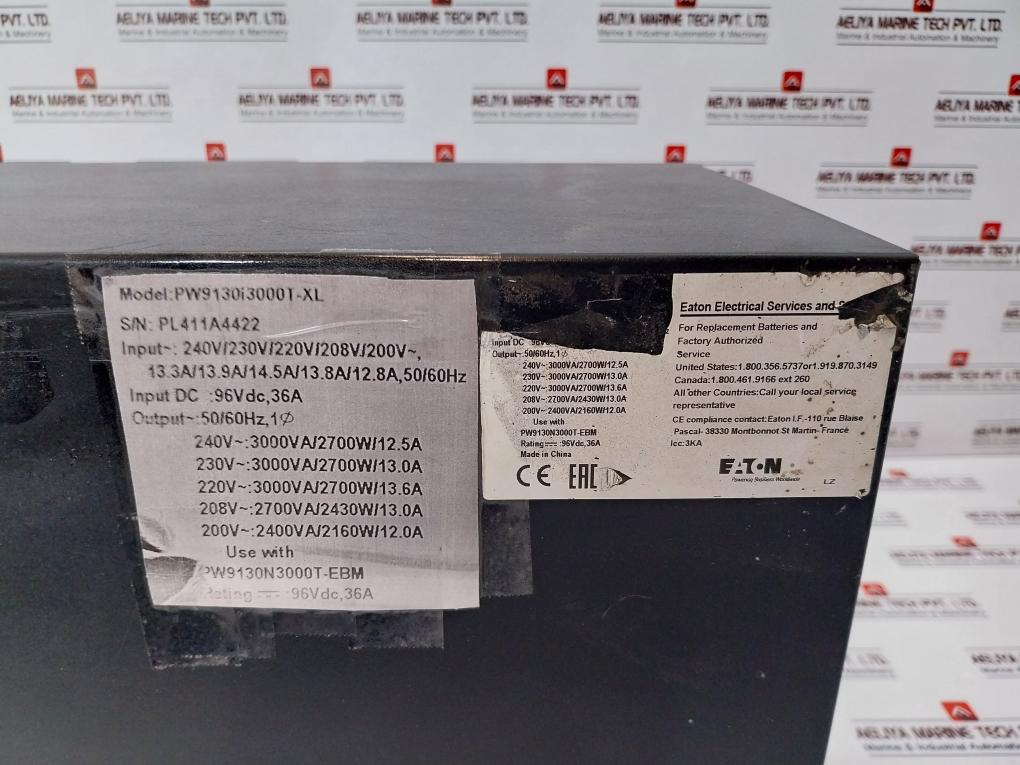 AELIYA MARINE TECH PVT. LTD.
Marine & Industrial Automation & Machinery
Model:PW9130i3000T-XL
S/N: PL411A4422
Input~: 240V/230V/220V/208V/200V~,
13.3A/13.9A/14.5A/13.8A/12.8A,50/60Hz
Input DC :96Vdc,36A
Output~:50/60Hz,1∅
240V~:3000VA/2700W/12.5A
230V~:3000VA/2700W/13.0A
220V~:3000VA/2700W/13.6A
208V~:2700VA/2430W/13.0A
200V~:2400VA/2160W/12.0A
Use with
PW9130N3000T-EBM
Rating⎓:96Vdc,36A
Input DC :96V
Output~:50/60Hz,1∅
240V~:3000VA/2700W/12.5A
230V~:3000VA/2700W/13.0A
220V~:3000VA/2700W/13.6A
208V~:2700VA/2430W/13.0A
200V~:2400VA/2160W/12.0A
Use with
PW9130N3000T-EBM
Rating⎓:96Vdc,36A
Made in China
CE EAC
Eaton Electrical Services and
For Replacement Batteries and
Factory Authorized
Service
United States:1.800.356.5737or1.919.870.3149
Canada:1.800.461.9166 ext 260
All other Countries:Call your local service
representative
CE compliance contact:Eaton I.F.-110 rue Blaise
Pascal- 38330 Montbonnot St Martin- France
Icc:3KA
EATON
Powering Business Worldwide
LZ